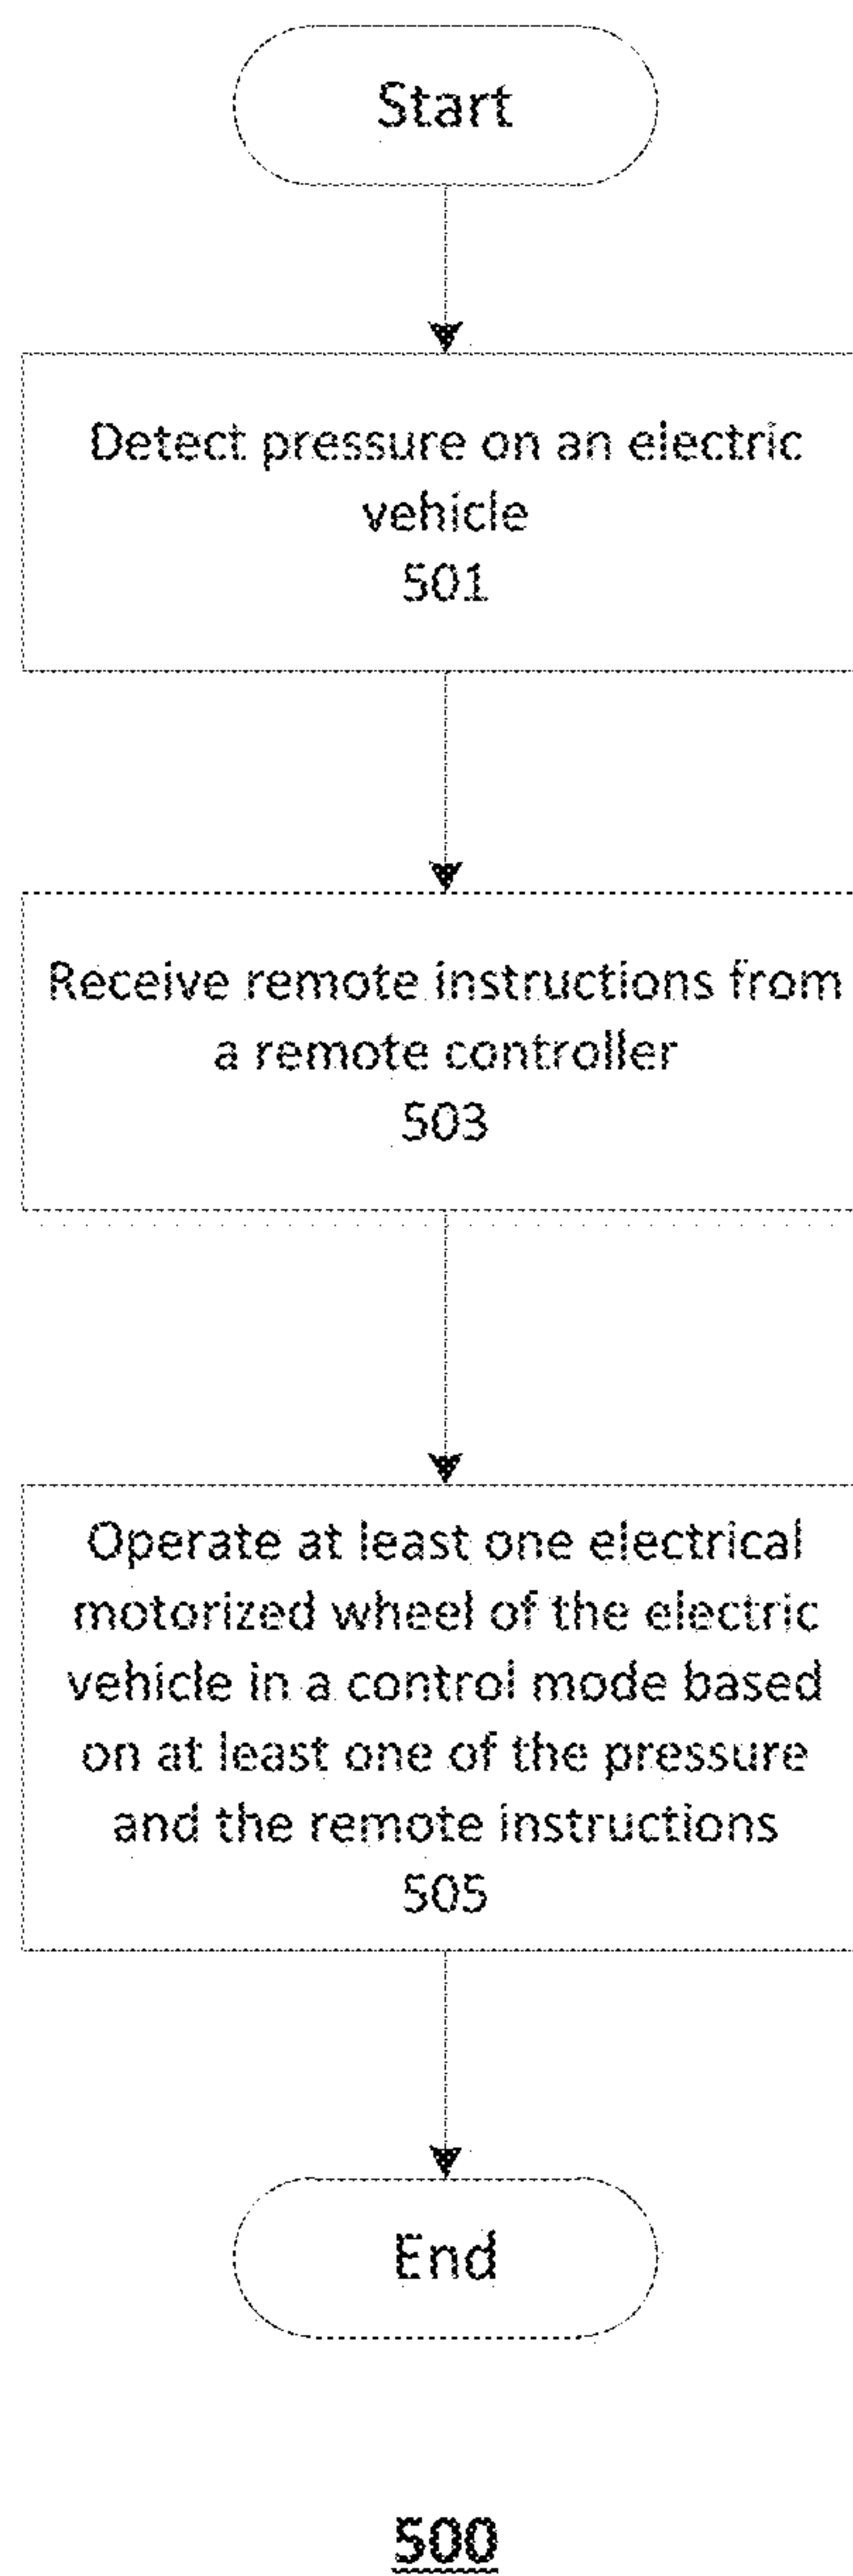 Start
Detect pressure on an electric
vehicle
501
Receive remote instructions from
a remote controller
503
Operate at least one electrical
motorized wheel of the electric
vehicle in a control mode based
on at least one of the pressure
and the remote instructions
505
End
500